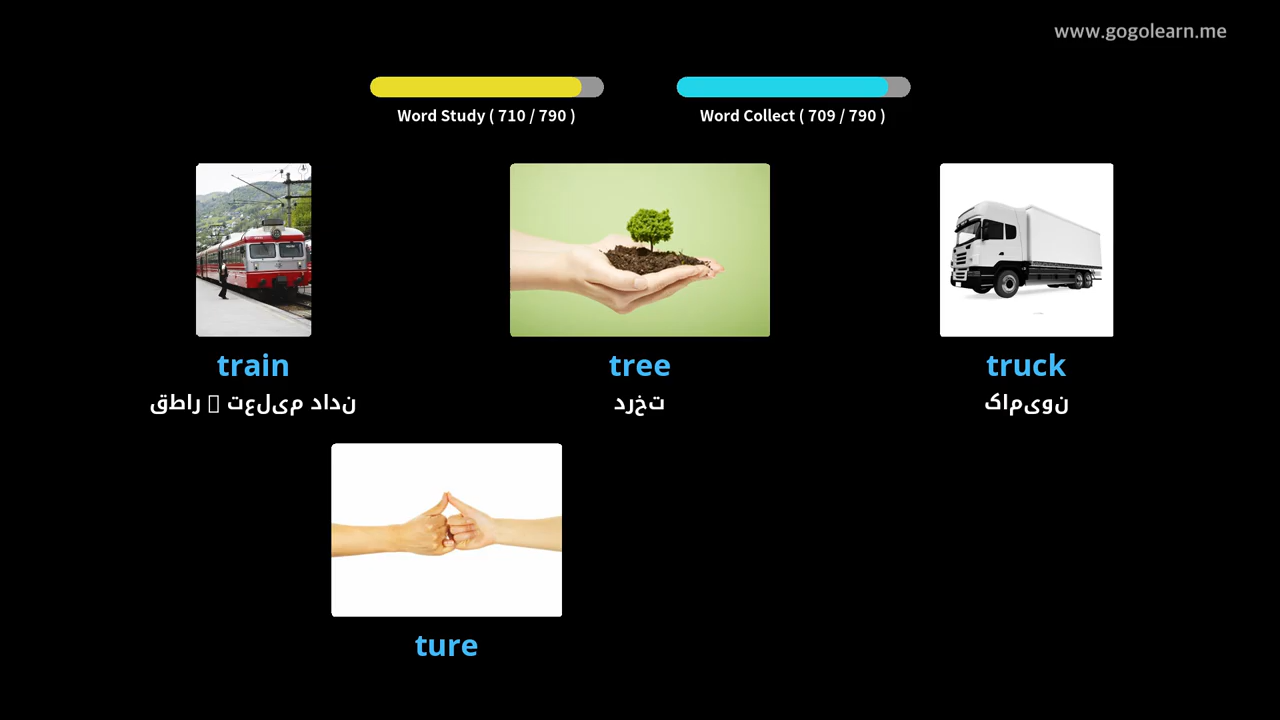 www.gogolearn.me
Word Study ( 710 / 790 )
Word Collect ( 709 / 790 )
train
قطار تعلیم دادن
tree
درخت
truck
کامیون
ture